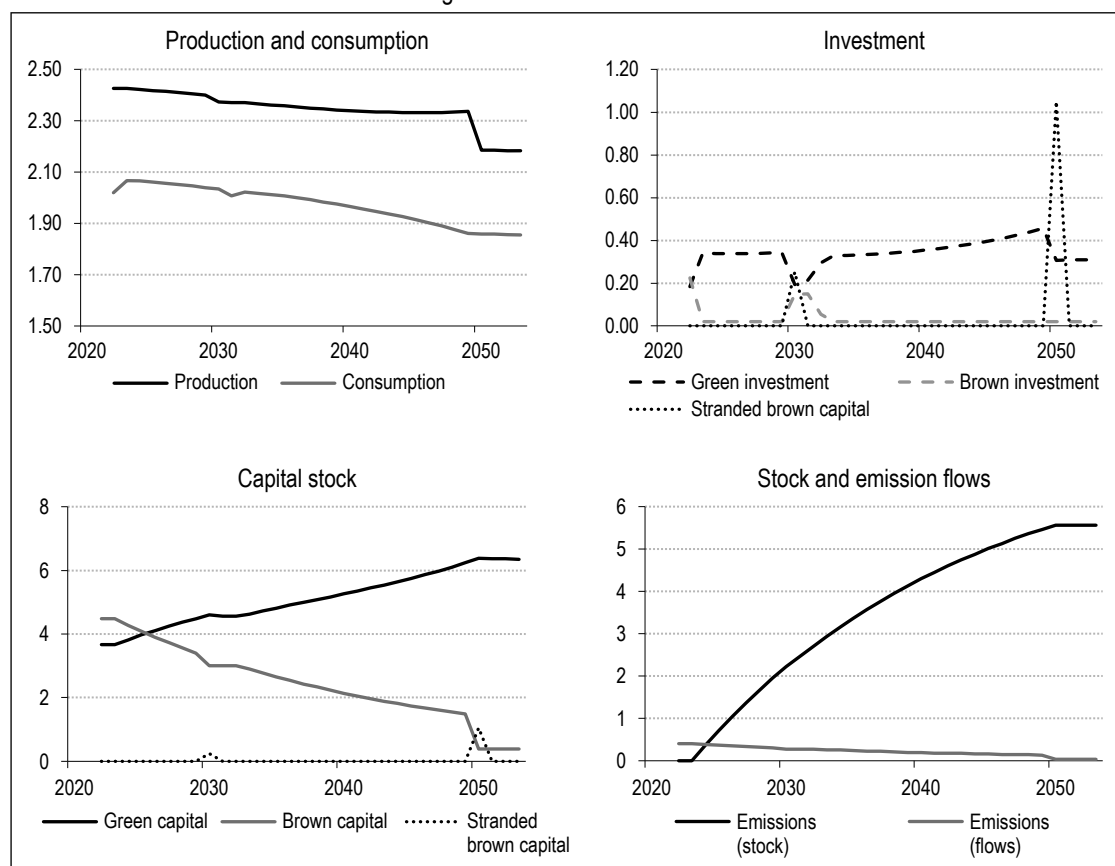 Production and consumption
2.50
2.30
2.10
1.90
1.70
1.50
2020 2030 2040 2050
Production Consumption
Investment
1.20
1.00
0.80
0.60
0.40
0.20
0.00
2020 2030 2040 2050
Green investment Brown investment
Stranded brown capital
Capital stock
8
6
4
2
0
2020 2030 2040 2050
Green capital Brown capital Stranded
brown capital
Stock and emission flows
6
5
4
3
2
1
0
2020 2030 2040 2050
Emissions Emissions
(stock) (flows)